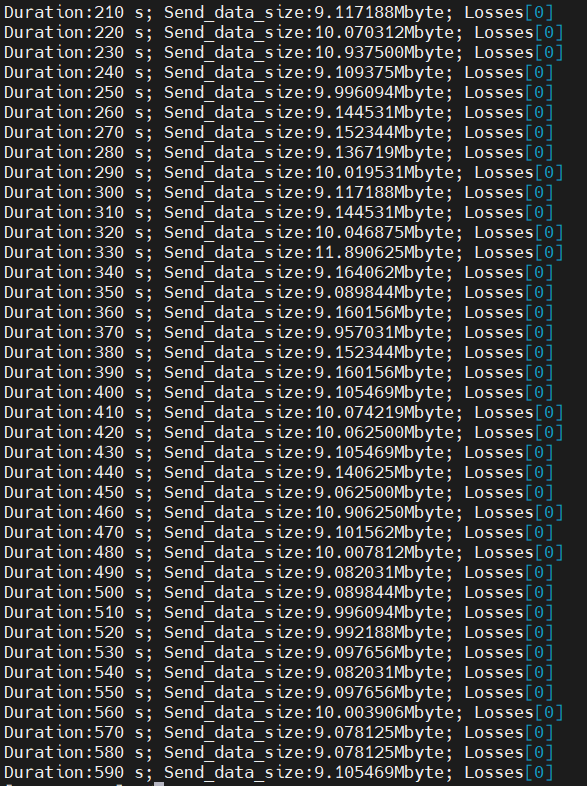 Duration:210 s; Send_data_size:9.117188Mbyte; Losses[0]
Duration:220 s; Send_data_size:10.070312Mbyte; Losses[0]
Duration:230 s; Send_data_size:10.937500Mbyte; Losses[0]
Duration:240 s; Send_data_size:9.109375Mbyte; Losses[0]
Duration:250 s; Send_data_size:9.996094Mbyte; Losses[0]
Duration:260 s; Send_data_size:9.144531Mbyte; Losses[0]
Duration:270 s; Send_data_size:9.152344Mbyte; Losses[0]
Duration:280 s; Send_data_size:9.136719Mbyte; Losses[0]
Duration:290 s; Send_data_size:10.019531Mbyte; Losses[0]
Duration:300 s; Send_data_size:9.117188Mbyte; Losses[0]
Duration:310 s; Send_data_size:9.144531Mbyte; Losses[0]
Duration:320 s; Send_data_size:10.046875Mbyte; Losses[0]
Duration:330 s; Send_data_size:11.890625Mbyte; Losses[0]
Duration:340 s; Send_data_size:9.164062Mbyte; Losses[0]
Duration:350 s; Send_data_size:9.089844Mbyte; Losses[0]
Duration:360 s; Send_data_size:9.160156Mbyte; Losses[0]
Duration:370 s; Send_data_size:9.957031Mbyte; Losses[0]
Duration:380 s; Send_data_size:9.152344Mbyte; Losses[0]
Duration:390 s; Send_data_size:9.160156Mbyte; Losses[0]
Duration:400 s; Send_data_size:9.105469Mbyte; Losses[0]
Duration:410 s; Send_data_size:10.074219Mbyte; Losses[0]
Duration:420 s; Send_data_size:10.062500Mbyte; Losses[0]
Duration:430 s; Send_data_size:9.105469Mbyte; Losses[0]
Duration:440 s; Send_data_size:9.140625Mbyte; Losses[0]
Duration:450 s; Send_data_size:9.062500Mbyte; Losses[0]
Duration:460 s; Send_data_size:10.906250Mbyte; Losses[0]
Duration:470 s; Send_data_size:9.101562Mbyte; Losses[0]
Duration:480 s; Send_data_size:10.007812Mbyte; Losses[0]
Duration:490 s; Send_data_size:9.082031Mbyte; Losses[0]
Duration:500 s; Send_data_size:9.089844Mbyte; Losses[0]
Duration:510 s; Send_data_size:9.996094Mbyte; Losses[0]
Duration:520 s; Send_data_size:9.992188Mbyte; Losses[0]
Duration:530 s; Send_data_size:9.097656Mbyte; Losses[0]
Duration:540 s; Send_data_size:9.082031Mbyte; Losses[0]
Duration:550 s; Send_data_size:9.097656Mbyte; Losses[0]
Duration:560 s; Send_data_size:10.003906Mbyte; Losses[0]
Duration:570 s; Send_data_size:9.078125Mbyte; Losses[0]
Duration:580 s; Send_data_size:9.078125Mbyte; Losses[0]
Duration:590 s; Send_data_size:9.105469Mbyte; Losses[0]